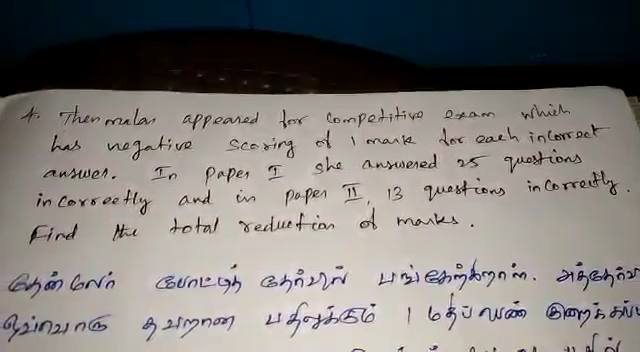 4. Thenmalar appeared for competitive exam which
has negative scoring of 1 mark for each incorrect
answer. In paper I she answered 25 questions
incorrectly and in paper II, 13 questions incorrectly.
Find the total reduction of marks.
தேன்மலர் போட்டித் தேர்வில் பங்கேற்கிறாள். அத்தேர்வி
ஒவ்வொரு தவறான பதிலுக்கும் 1 மதிப்பெண் குறைக்கப்ப